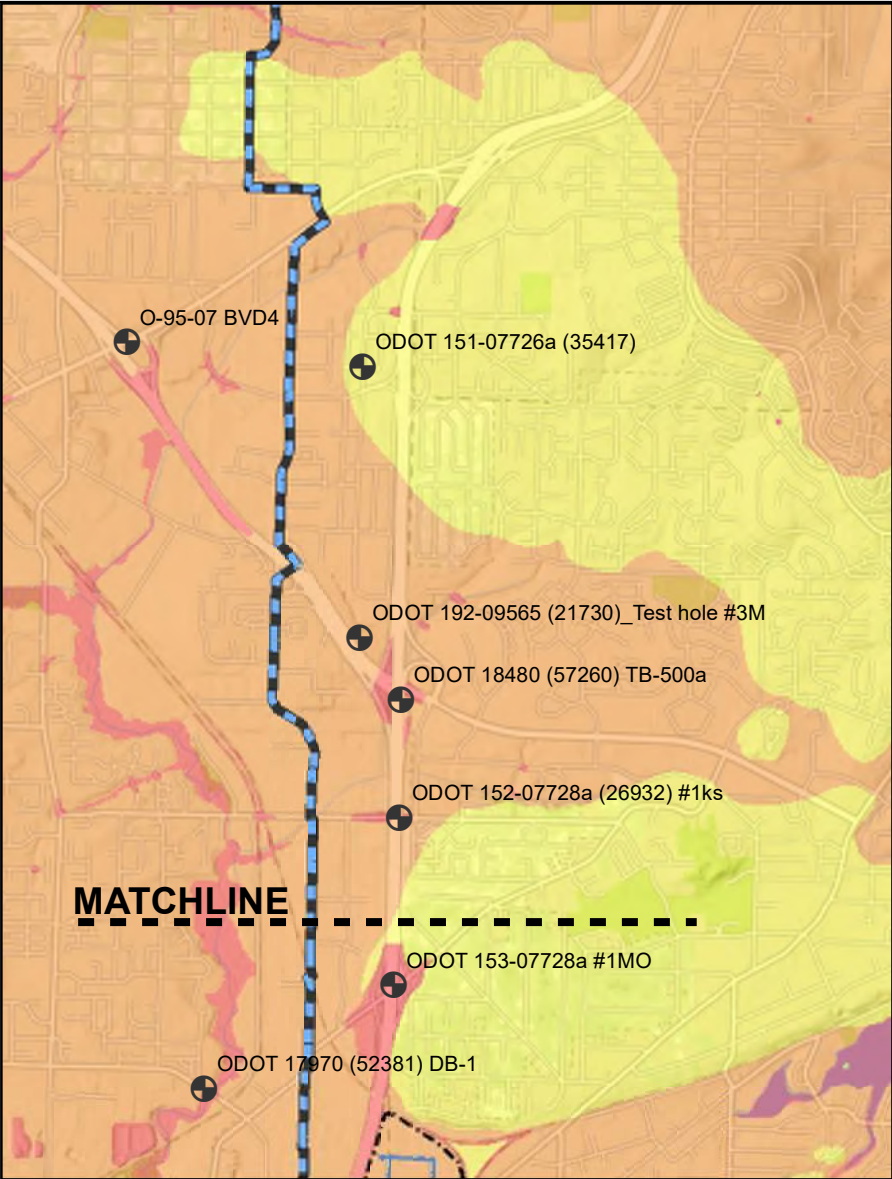 O-95-07 BVD4
ODOT 151-07726a (35417)
ODOT 192-09565 (21730)_Test hole #3M
ODOT 18480 (57260) TB-500a
ODOT 152-07728a (26932) #1ks
MATCHLINE
ODOT 153-07728a #1MO
ODOT 17970 (52381) DB-1